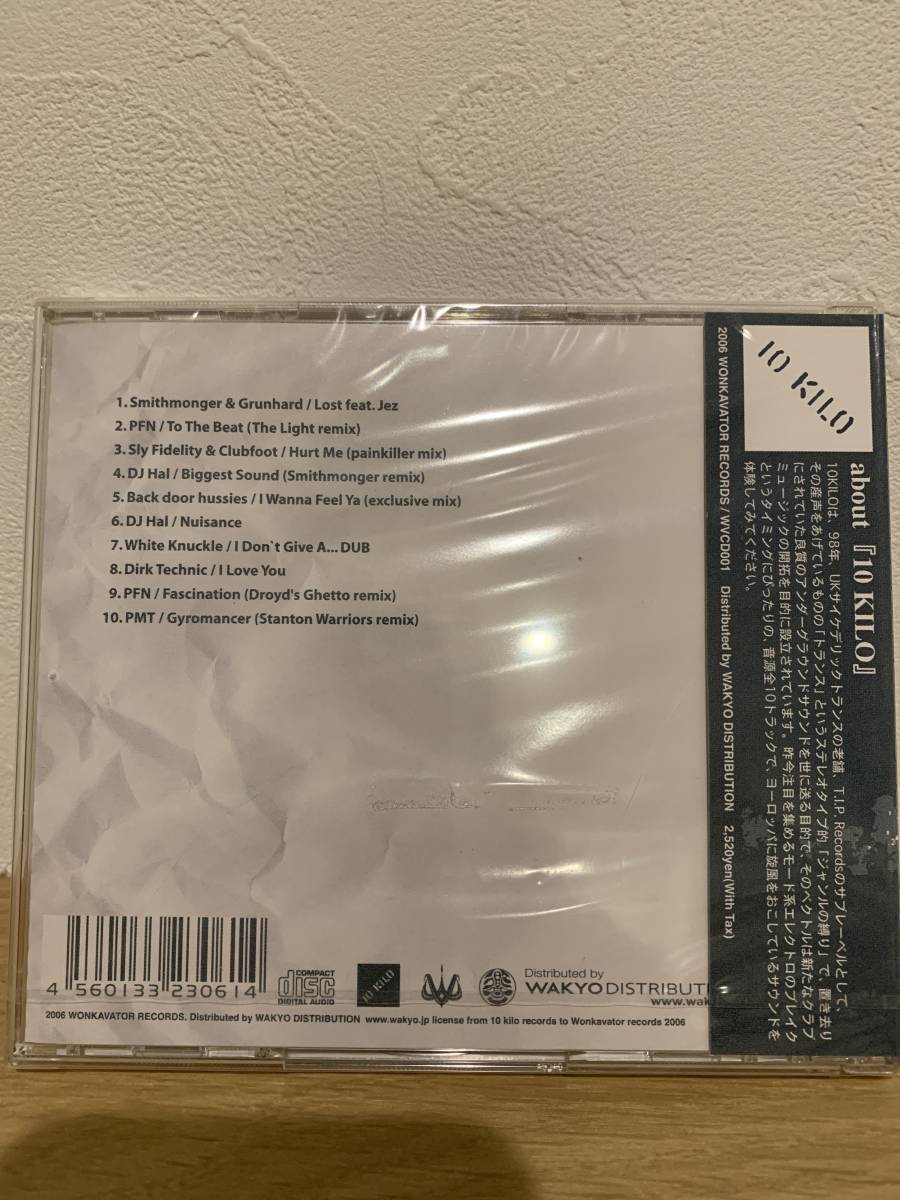 1. Smithmonger & Grunhard / Lost feat. Jez
2. PFN / To The Beat (The Light remix)
3. Sly Fidelity & Clubfoot / Hurt Me (painkiller mix)
4. DJ Hal / Biggest Sound (Smithmonger remix)
5. Back door hussies / I Wanna Feel Ya (exclusive mix)
6. DJ Hal / Nuisance
7. White Knuckle / I Don`t Give A... DUB
8. Dirk Technic / I Love You
9. PFN / Fascination (Droyd's Ghetto remix)
10. PMT / Gyromancer (Stanton Warriors remix)
4 560133 230614
COMPACT
disc
DIGITAL AUDIO
10 KILO
Distributed by
WAKYO DISTRIBUTI
www.wak
2006 WONKAVATOR RECORDS. Distributed by WAKYO DISTRIBUTION www.wakyo.jp license from 10 kilo records to Wonkavator records 2006
10 KILO
about 『10 KILO』
10KILOは、98年、UKサイケデリックトランスの老舗、T.I.P. Recordsのサブレーベルとして、
その産声をあげているものの「トランス」というステレオタイプ的「ジャンルの縛り」で、置き去り
にされていた良質のアンダーグラウンドサウンドを世に送る目的で、そのベクトルは新たなクラブ
ミュージックの開拓を目的に設立されています。昨今注目を集めるモード系エレクトロのブレイク
というタイミングにぴったりの、音源全10トラックで、ヨーロッパに旋風をおこしているサウンドを
体験してみてください。
2006 WONKAVATOR RECORDS / WVCD001 Distributed by WAKYO DISTRIBUTION 2,520yen(With Tax)